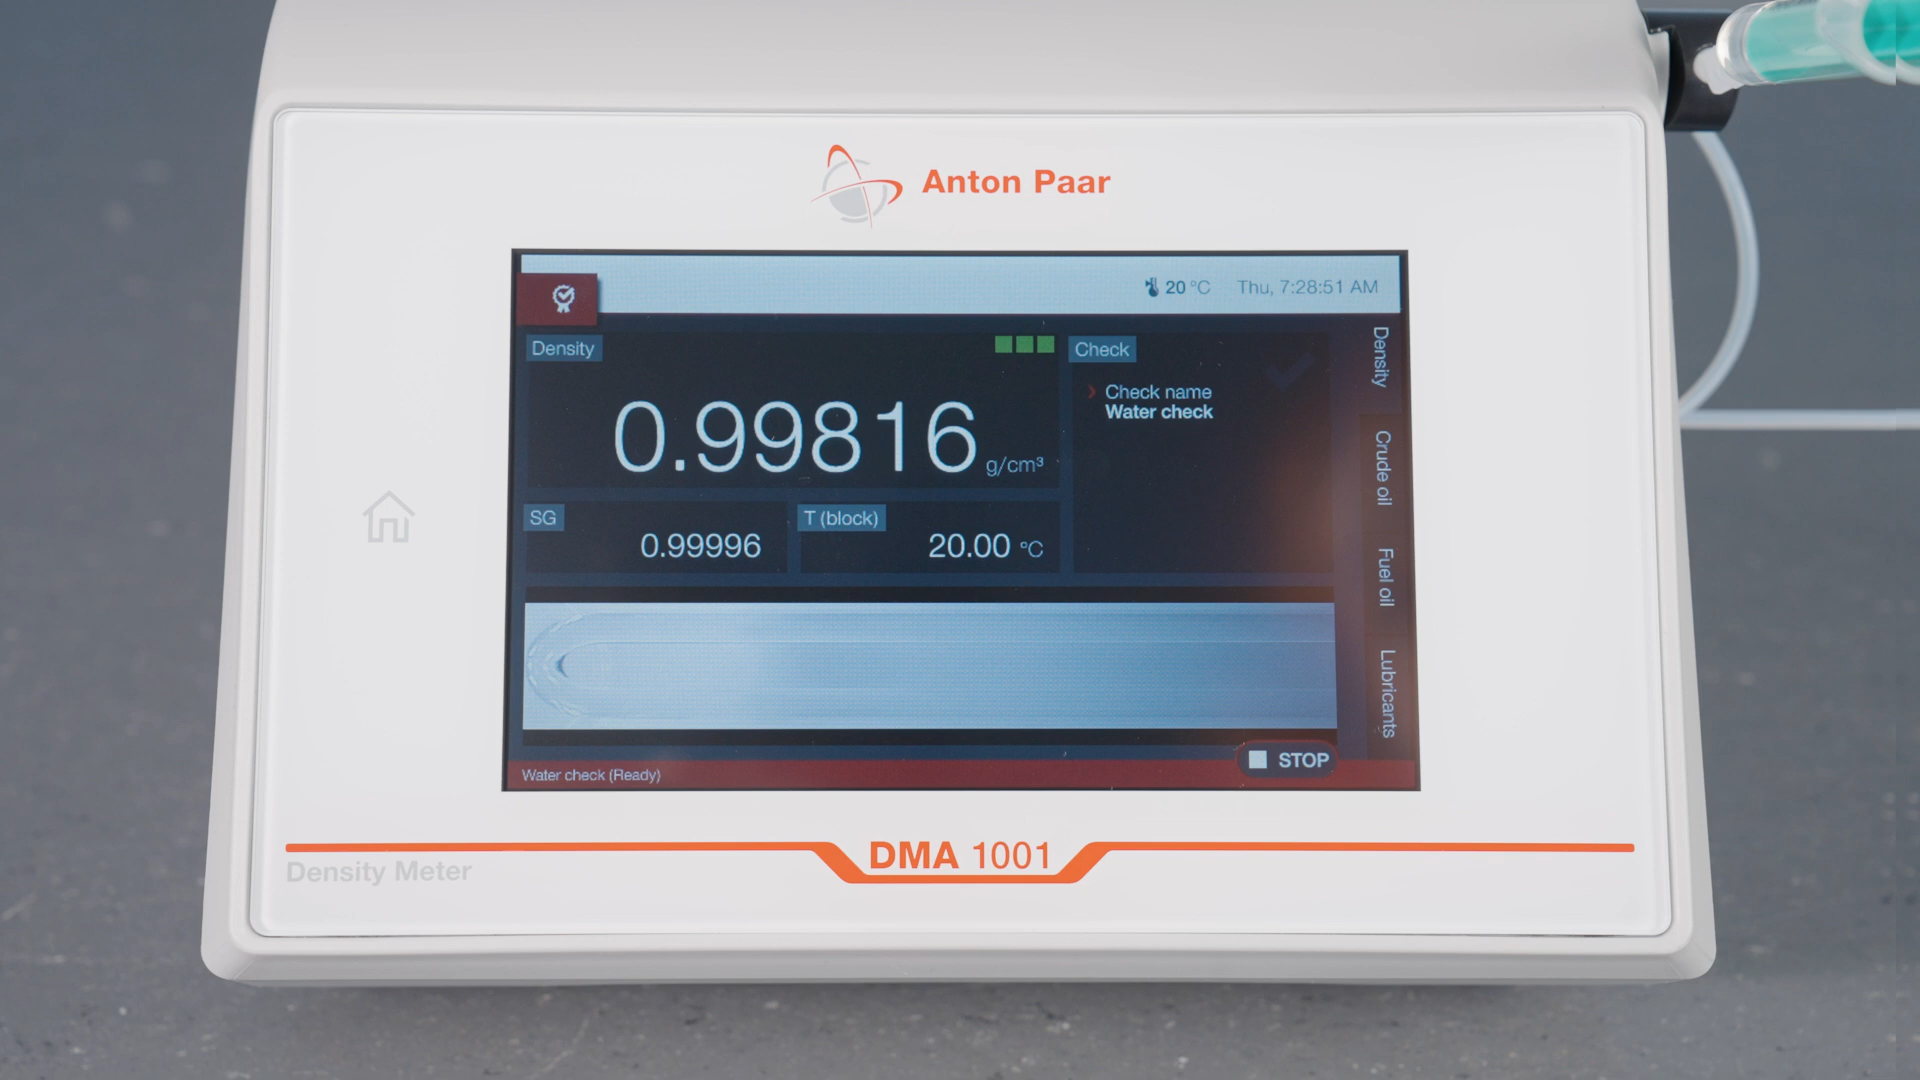 Anton Paar
20 °C Thu, 7:28:51 AM
Density
0.99816 g/cm³
SG
0.99996
T (block)
20.00 °C
Check
Check name
Water check
Density
Crude oil
Fuel oil
Lubricants
STOP
Water check (Ready)
DMA 1001
Density Meter